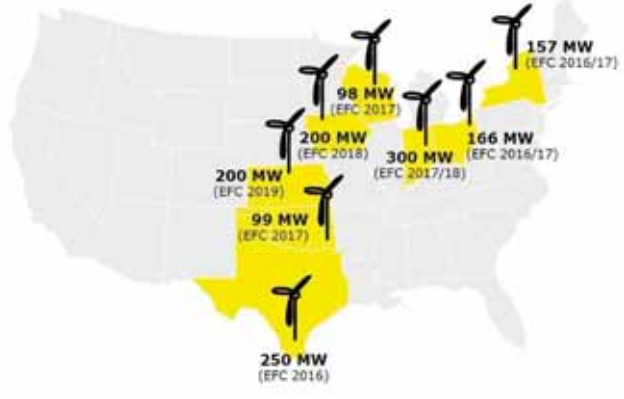 157 MW
(EFC 2016/17)
98 MW
(EFC 2017)
200 MW
(EFC 2018)
300 MW
(EFC 2017/18)
166 MW
(EFC 2016/17)
200 MW
(EFC 2019)
99 MW
(EFC 2017)
250 MW
(EFC 2016)